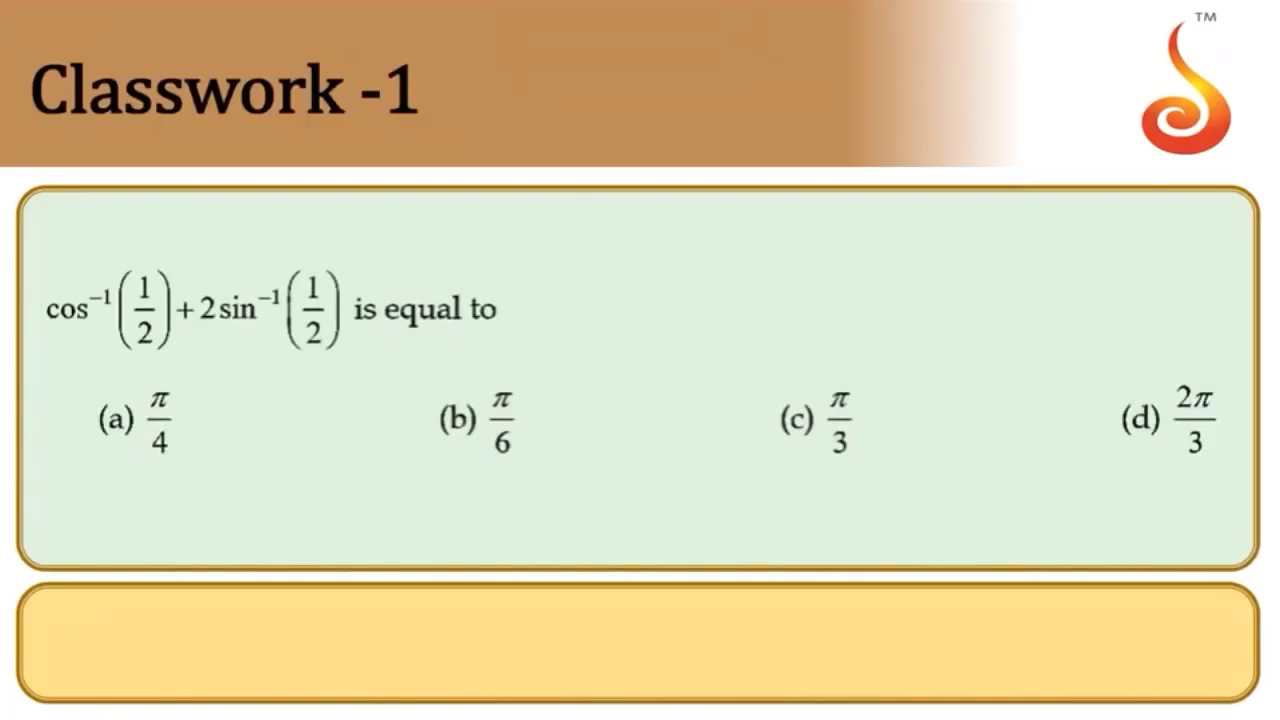 Classwork -1
TM
cos⁻¹(1/2) + 2 sin⁻¹(1/2) is equal to
(a) π/4 (b) π/6 (c) π/3 (d) 2π/3